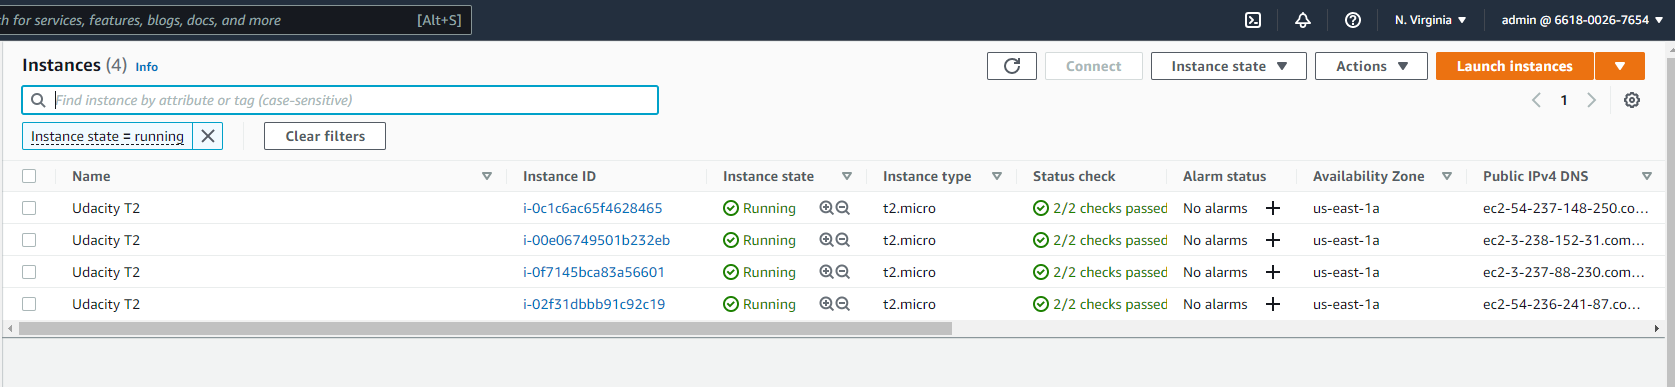 ch for services, features, blogs, docs, and more [Alt+S] N. Virginia admin @ 6618-0026-7654
Instances (4) Info Connect Instance state Actions Launch instances
Find instance by attribute or tag (case-sensitive) 1
Instance state = running Clear filters
Name Instance ID Instance state Instance type Status check Alarm status Availability Zone Public IPv4 DNS
Udacity T2 i-0c1c6ac65f4628465 Running t2.micro 2/2 checks passed No alarms us-east-1a ec2-54-237-148-250.co...
Udacity T2 i-00e06749501b232eb Running t2.micro 2/2 checks passed No alarms us-east-1a ec2-3-238-152-31.com...
Udacity T2 i-0f7145bca83a56601 Running t2.micro 2/2 checks passed No alarms us-east-1a ec2-3-237-88-230.com...
Udacity T2 i-02f31dbbb91c92c19 Running t2.micro 2/2 checks passed No alarms us-east-1a ec2-54-236-241-87.co...